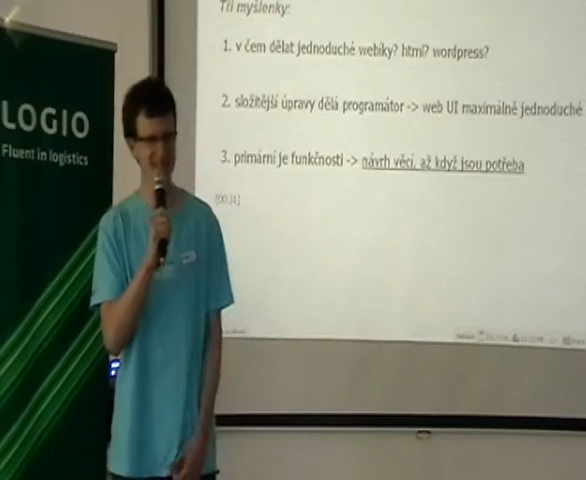 LOGIO
Fluent in logistics
Tři myšlenky:
1. v čem dělat jednoduché webíky? html? wordpress?
2. složitější úpravy dělá programátor -> web UI maximálně jednoduché
3. primární je funkčnosti -> návrh věcí, až když jsou potřeba
[00:31]